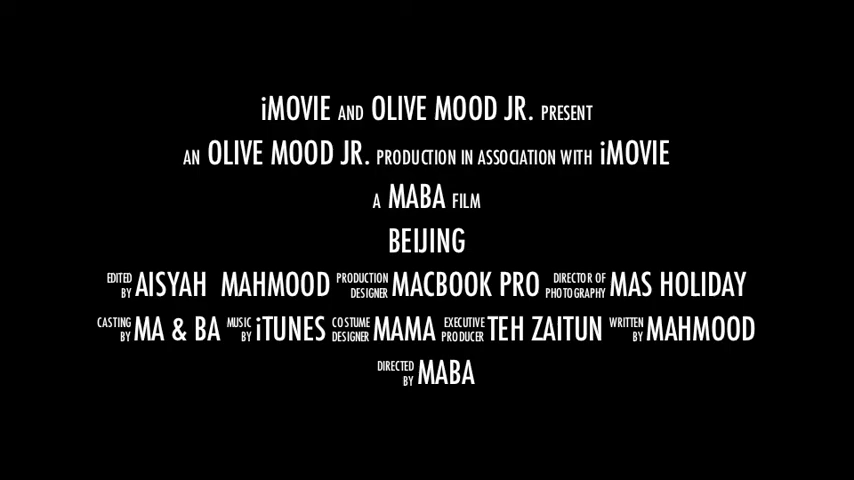 iMOVIE AND OLIVE MOOD JR. PRESENT
AN OLIVE MOOD JR. PRODUCTION IN ASSOCIATION WITH iMOVIE
A MABA FILM
BEIJING
EDITED BY AISYAH MAHMOOD PRODUCTION DESIGNER MACBOOK PRO DIRECTOR OF PHOTOGRAPHY MAS HOLIDAY
CASTING BY MA & BA MUSIC BY iTUNES COSTUME DESIGNER MAMA EXECUTIVE PRODUCER TEH ZAITUN WRITTEN BY MAHMOOD
DIRECTED BY MABA